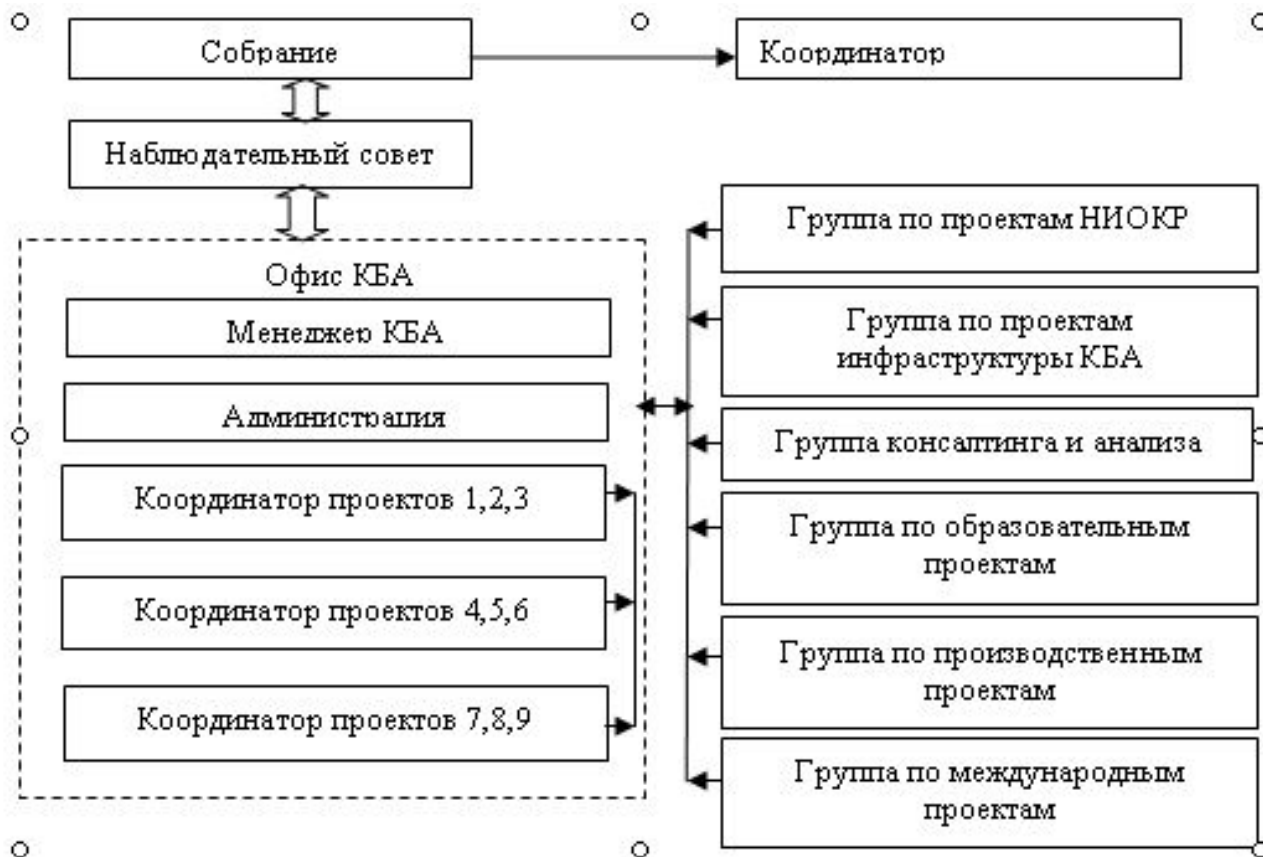 Собрание
Координатор
Наблюдательный совет
Офис КБА
Менеджер КБА
Администрация
Координатор проектов 1,2,3
Координатор проектов 4,5,6
Координатор проектов 7,8,9
Группа по проектам НИОКР
Группа по проектам
инфраструктуры КБА
Группа консалтинга и анализа
Группа по образовательным
проектам
Группа по производственным
проектам
Группа по международным
проектам